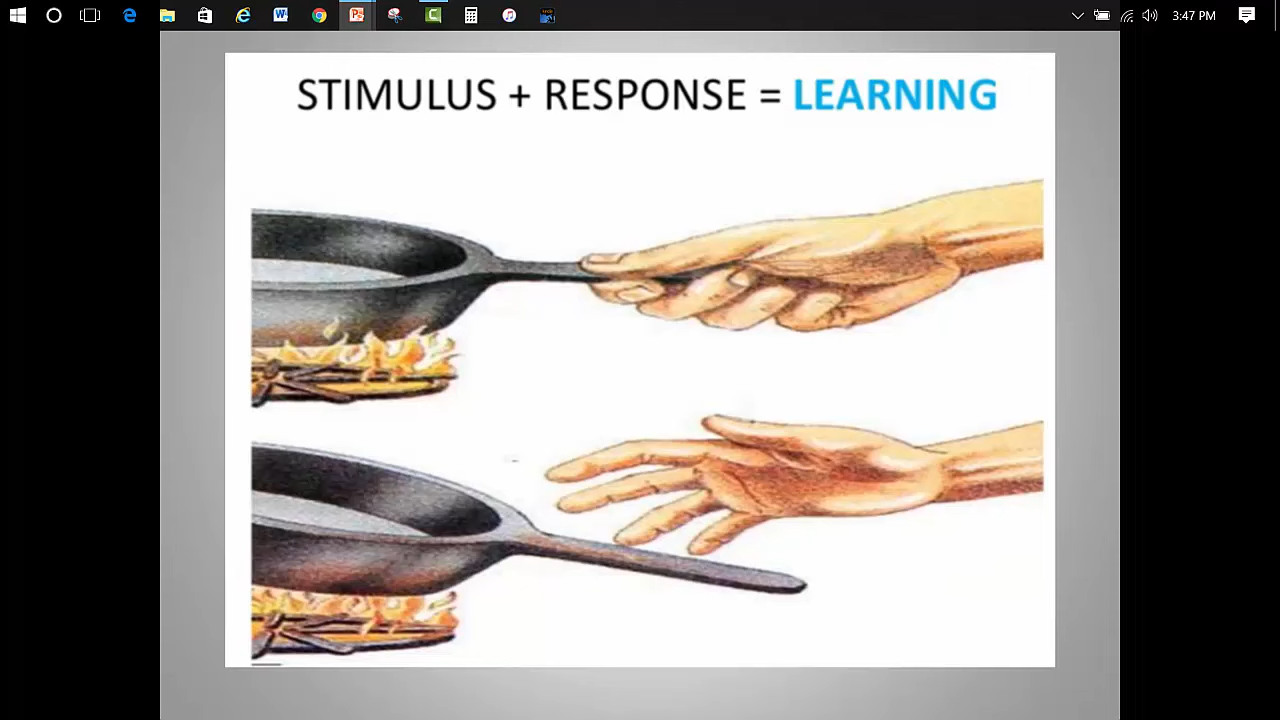 3:47 PM
STIMULUS + RESPONSE = LEARNING